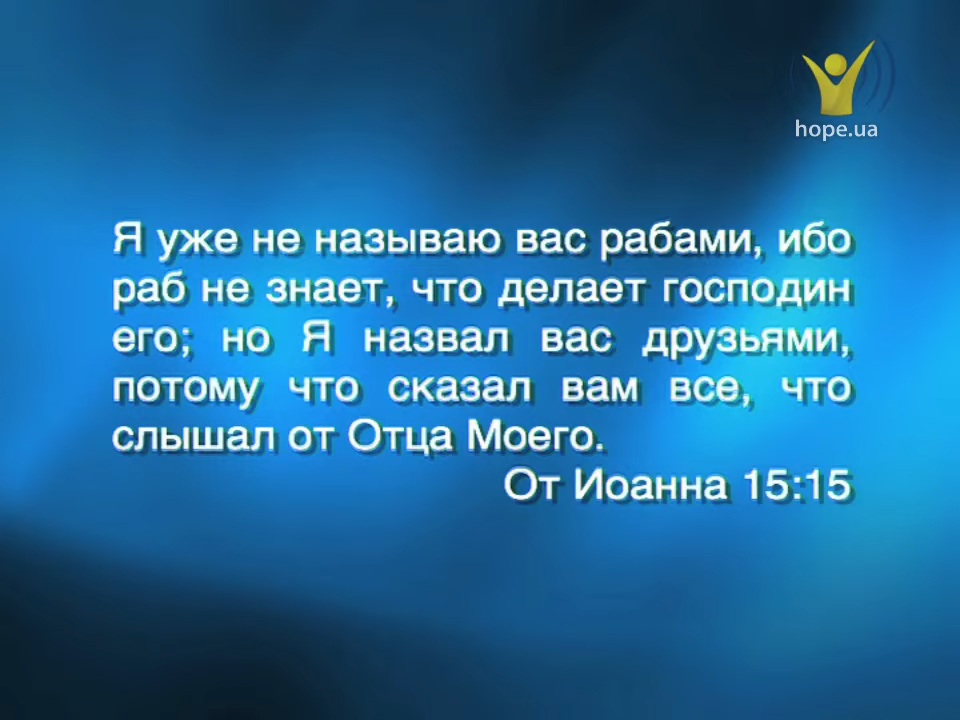 hope.ua
Я уже не называю вас рабами, ибо
раб не знает, что делает господин
его; но Я назвал вас друзьями,
потому что сказал вам все, что
слышал от Отца Моего.
От Иоанна 15:15